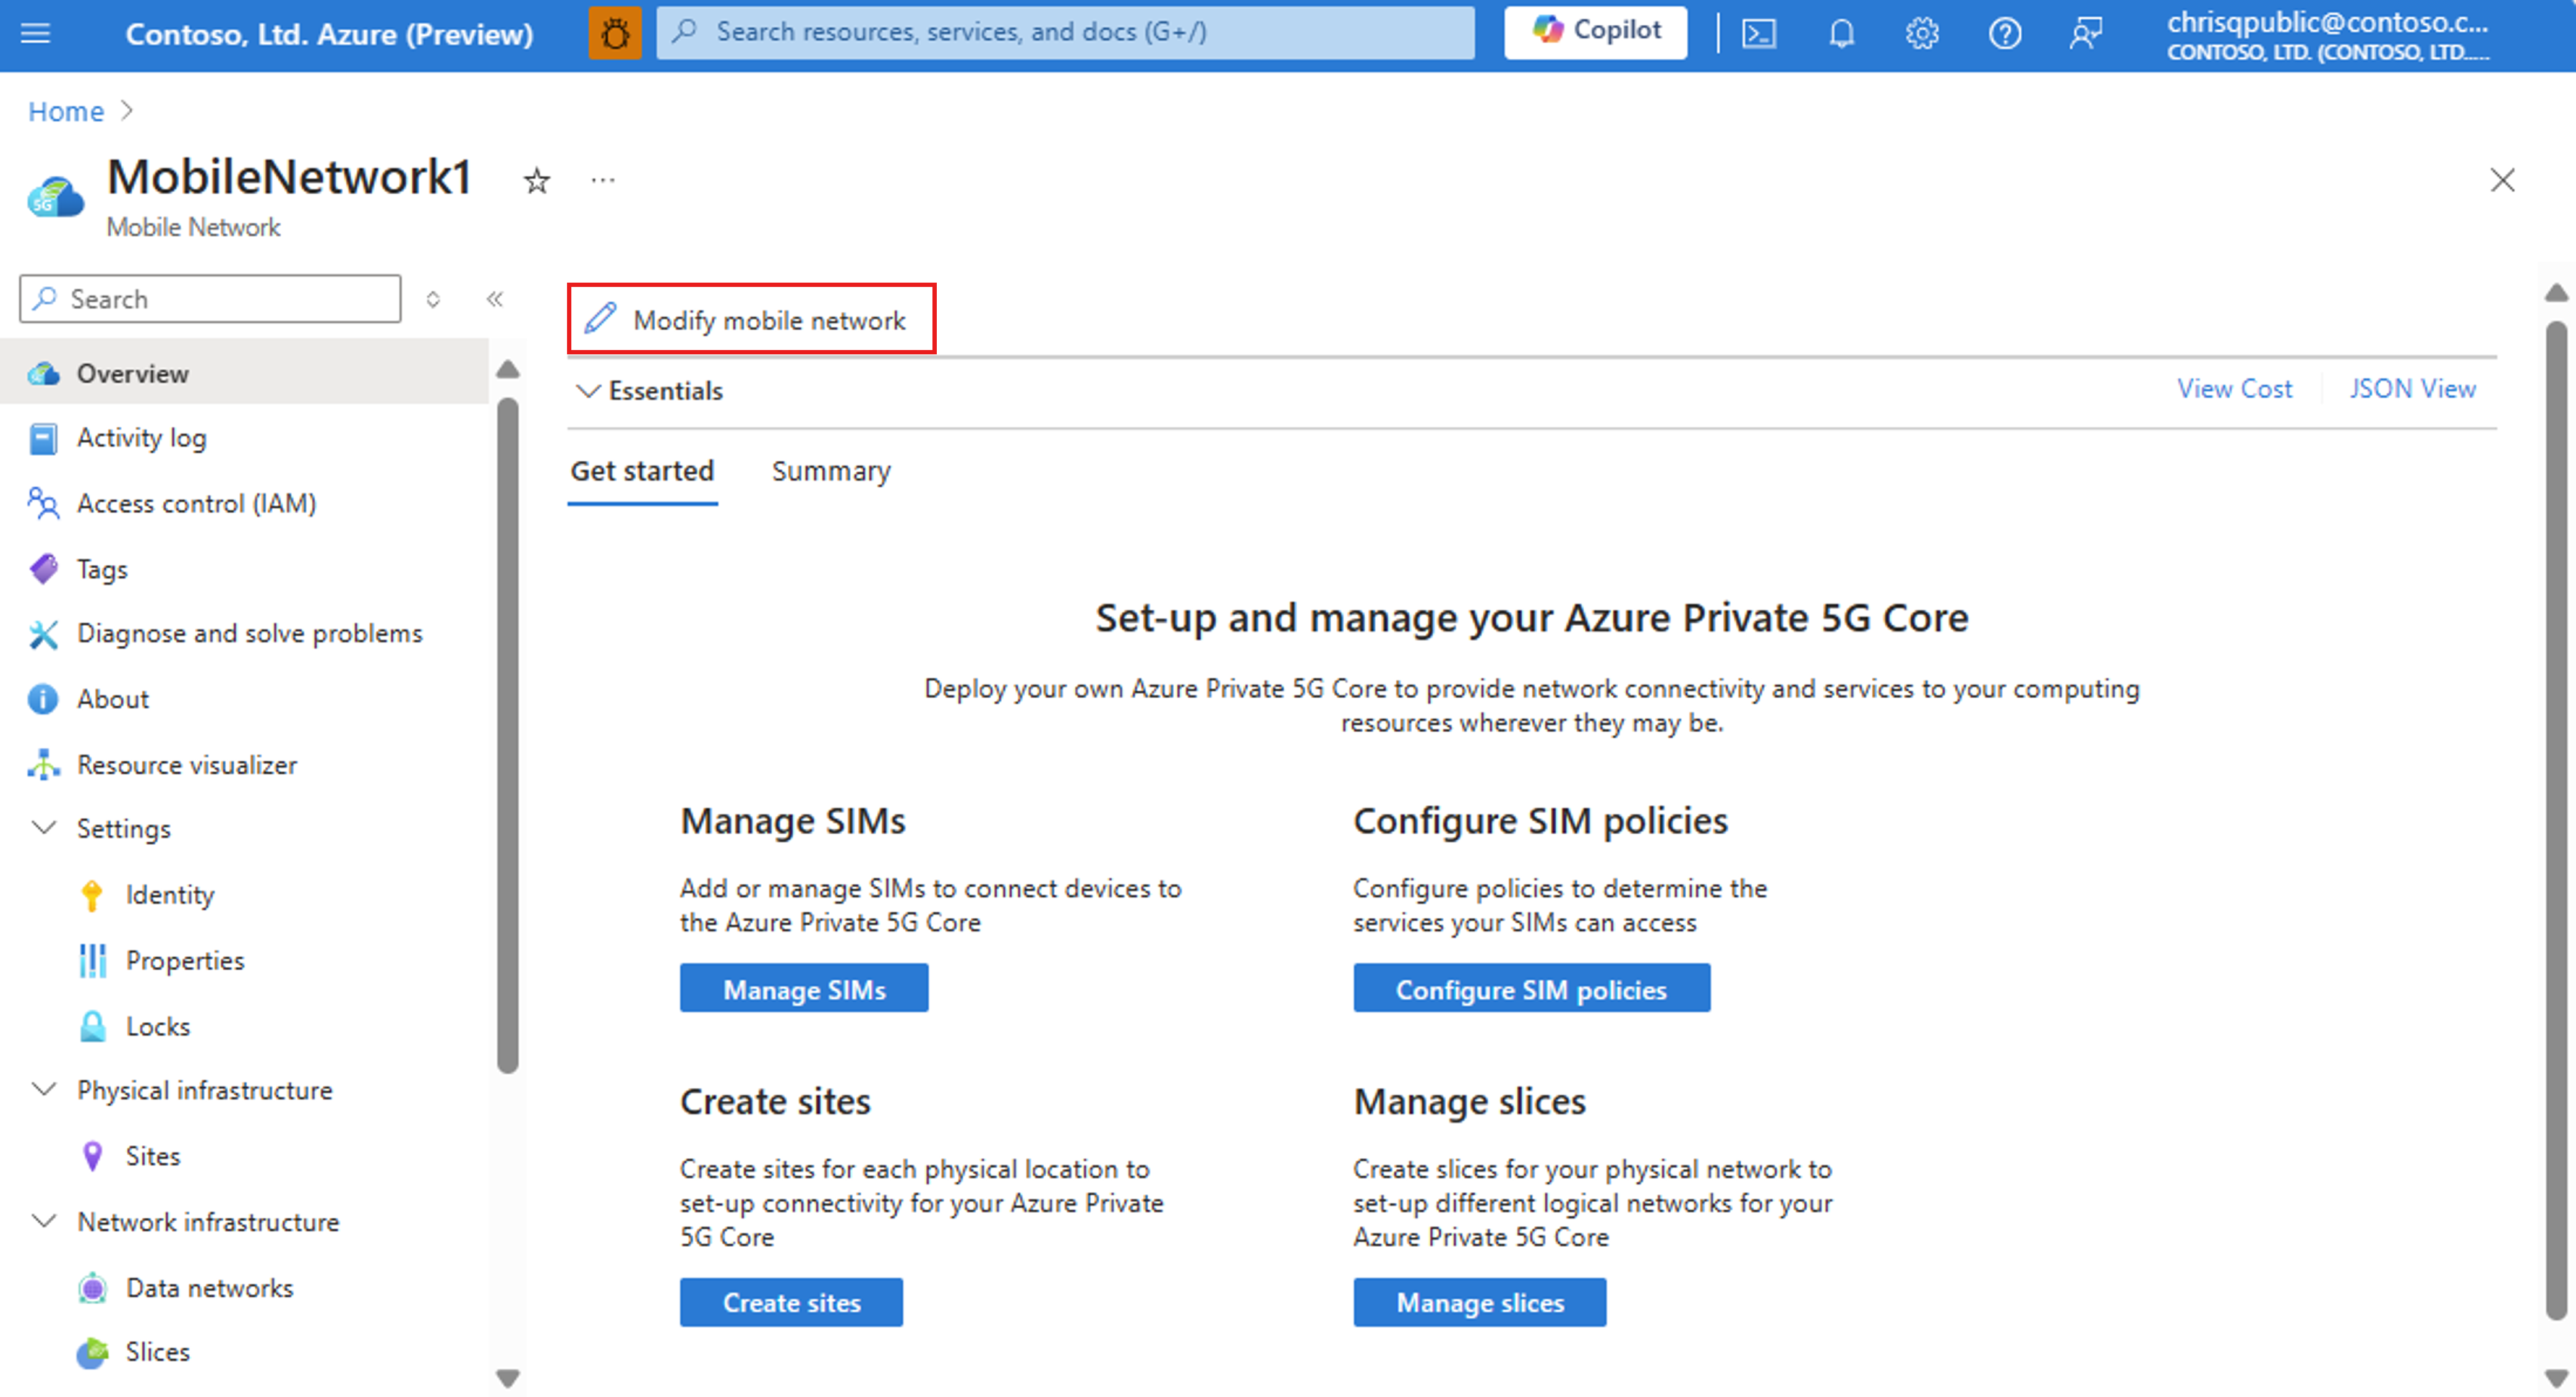 Contoso, Ltd. Azure (Preview)
Search resources, services, and docs (G+/)
Copilot
chrisqpublic@contoso.c...
CONTOSO, LTD. (CONTOSO, LTD.....
Home
MobileNetwork1
5G
Mobile Network
Search
Overview
Activity log
Access control (IAM)
Tags
Diagnose and solve problems
About
Resource visualizer
Settings
Identity
Properties
Locks
Physical infrastructure
Sites
Network infrastructure
Data networks
Slices
Modify mobile network
Essentials
View Cost
JSON View
Get started
Summary
Set-up and manage your Azure Private 5G Core
Deploy your own Azure Private 5G Core to provide network connectivity and services to your computing
resources wherever they may be.
Manage SIMs
Add or manage SIMs to connect devices to
the Azure Private 5G Core
Manage SIMs
Configure SIM policies
Configure policies to determine the
services your SIMs can access
Configure SIM policies
Create sites
Create sites for each physical location to
set-up connectivity for your Azure Private
5G Core
Create sites
Manage slices
Create slices for your physical network to
set-up different logical networks for your
Azure Private 5G Core
Manage slices